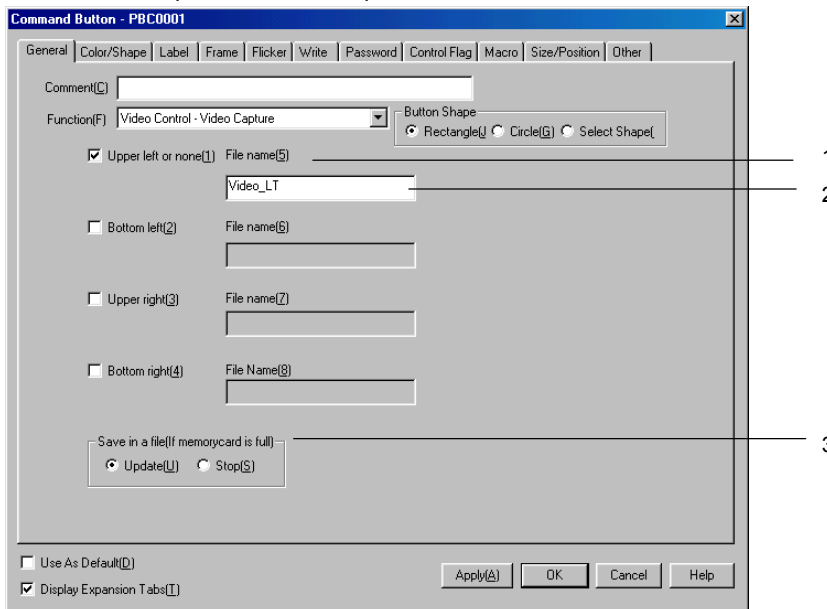 Command Button - PBC0001
General Color/Shape Label Frame Flicker Write Password Control Flag Macro Size/Position Other
Comment(C)
Function(F) Video Control - Video Capture
Button Shape
Rectangle(J Circle(G) Select Shape(
Upper left or none(1) File name(5)
1
Video_LT
2
Bottom left(2) File name(6)
Upper right(3) File name(7)
Bottom right(4) File Name(8)
Save in a file(If memorycard is full)
3
Update(U) Stop(S)
Use As Default(D)
Display Expansion Tabs(T)
Apply(A) OK Cancel Help